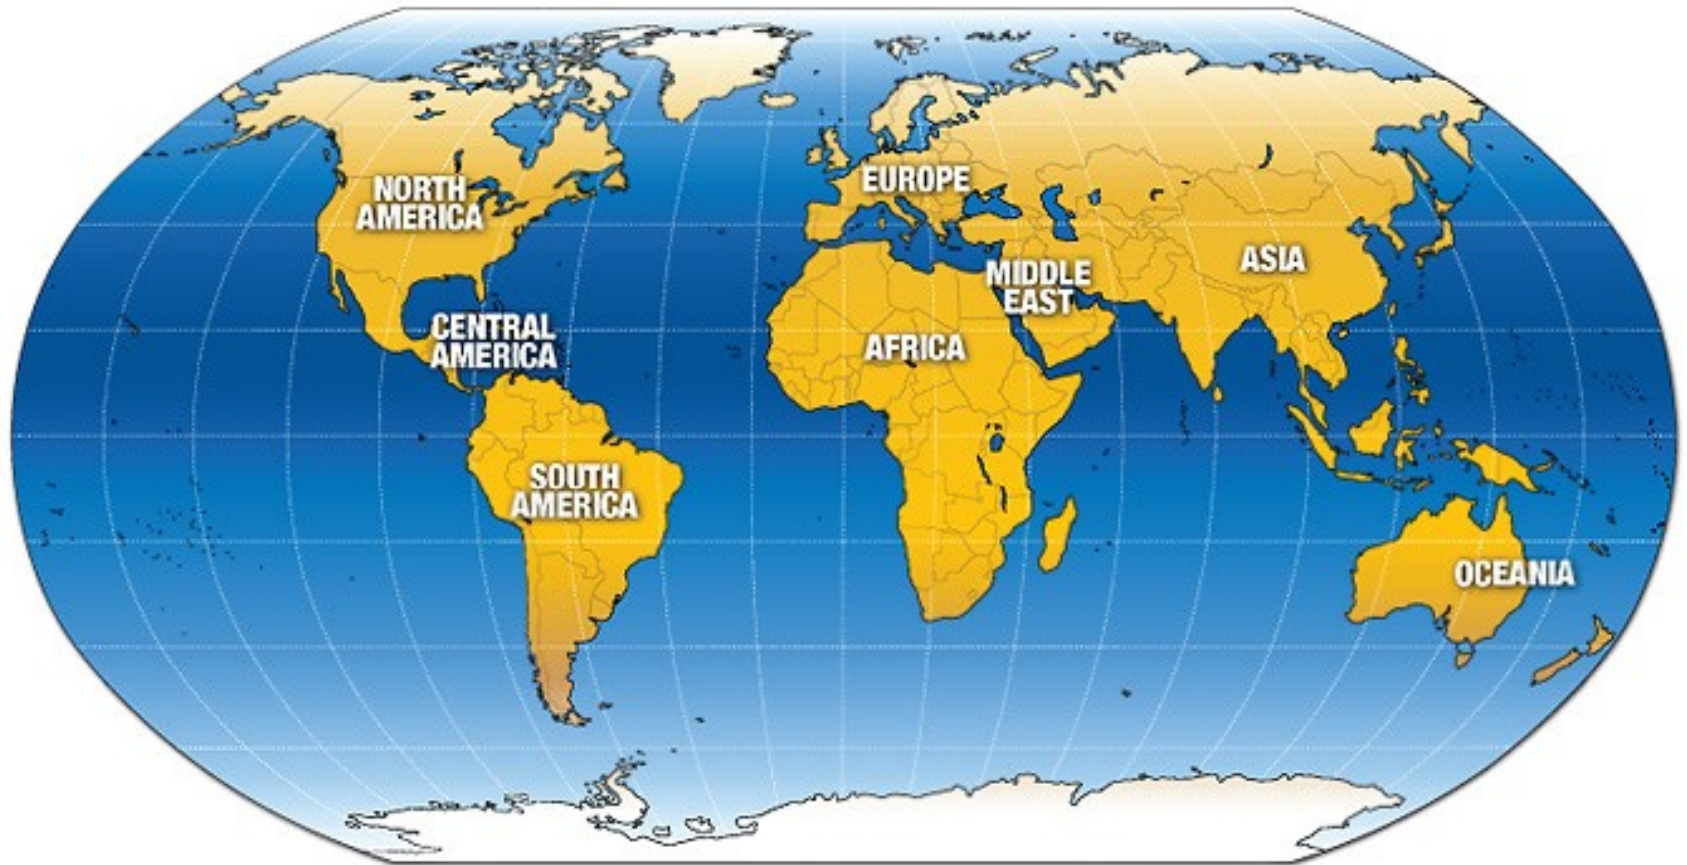 NORTH
AMERICA
EUROPE
ASIA
MIDDLE
EAST
CENTRAL
AMERICA
AFRICA
SOUTH
AMERICA
OCEANIA